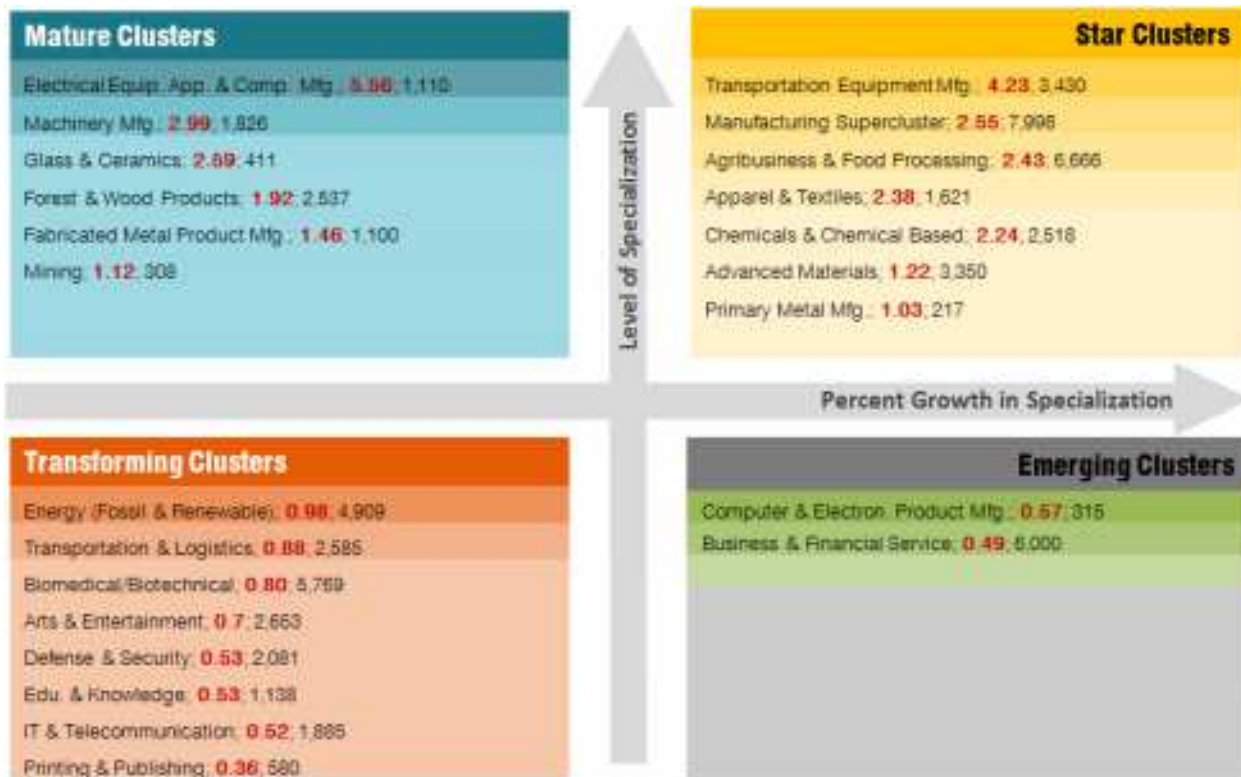 Mature Clusters
Electrical Equip. App. & Comp. Mfg.; 5.56; 1,110
Machinery Mfg.; 2.99; 1,826
Glass & Ceramics; 2.59; 411
Forest & Wood Products; 1.92; 2,537
Fabricated Metal Product Mfg.; 1.46; 1,100
Mining; 1.12; 308
Star Clusters
Transportation Equipment Mfg.; 4.23; 3,430
Manufacturing Supercluster; 2.55; 7,998
Agribusiness & Food Processing; 2.43; 6,666
Apparel & Textiles; 2.38; 1,621
Chemicals & Chemical Based; 2.24; 2,518
Advanced Materials; 1.22; 3,350
Primary Metal Mfg.; 1.03; 217
Level of Specialization
Percent Growth in Specialization
Transforming Clusters
Energy (Fossil & Renewable); 0.98; 4,909
Transportation & Logistics; 0.88; 2,585
Biomedical/Biotechnical; 0.80; 5,769
Arts & Entertainment; 0.7; 2,663
Defense & Security; 0.53; 2,081
Edu. & Knowledge; 0.53; 1,138
IT & Telecommunication; 0.52; 1,885
Printing & Publishing; 0.36; 580
Emerging Clusters
Computer & Electron. Product Mfg.; 0.57; 315
Business & Financial Service; 0.49; 6,000